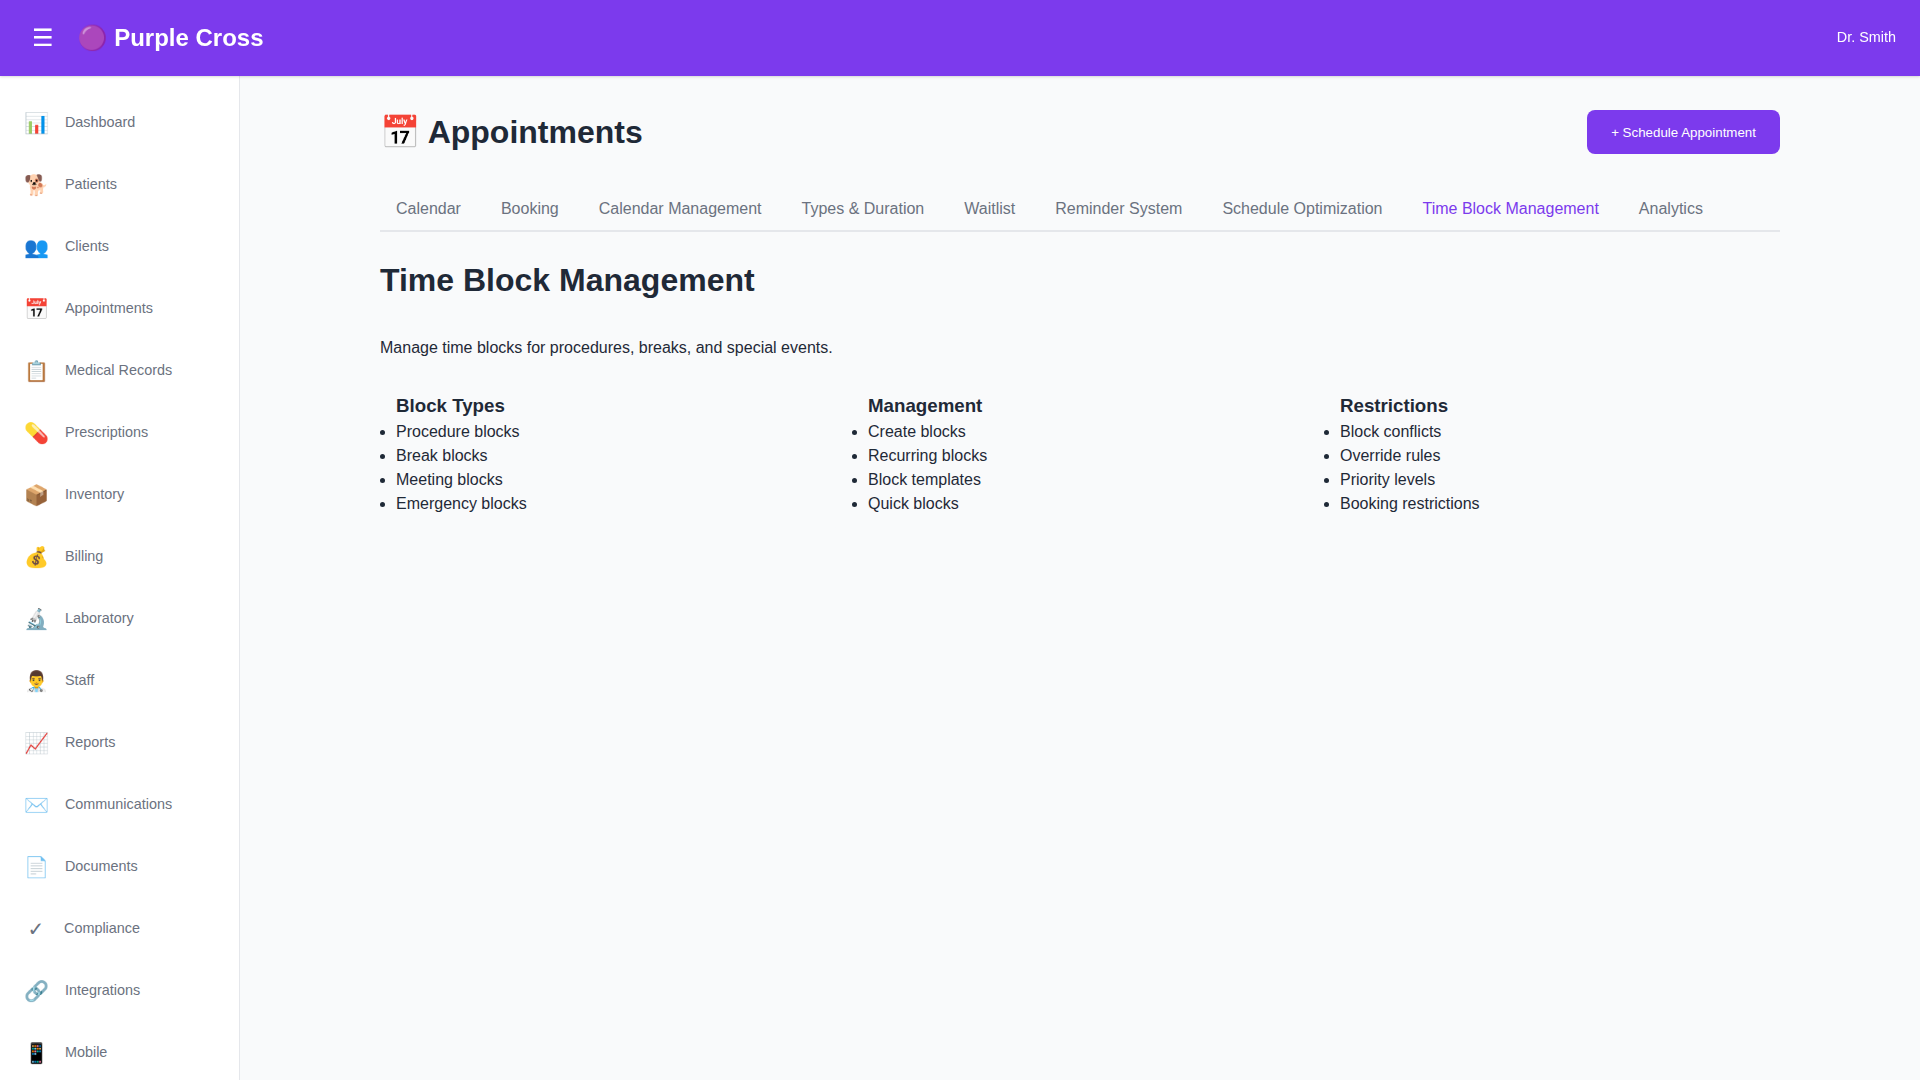 ☰ 🟣 Purple Cross
Dr. Smith
Dashboard
Patients
Clients
Appointments
Medical Records
Prescriptions
Inventory
Billing
Laboratory
Staff
Reports
Communications
Documents
✓ Compliance
Integrations
Mobile
📅 Appointments
+ Schedule Appointment
Calendar Booking Calendar Management Types & Duration Waitlist Reminder System Schedule Optimization Time Block Management Analytics
Time Block Management
Manage time blocks for procedures, breaks, and special events.
Block Types
• Procedure blocks
• Break blocks
• Meeting blocks
• Emergency blocks
Management
• Create blocks
• Recurring blocks
• Block templates
• Quick blocks
Restrictions
• Block conflicts
• Override rules
• Priority levels
• Booking restrictions